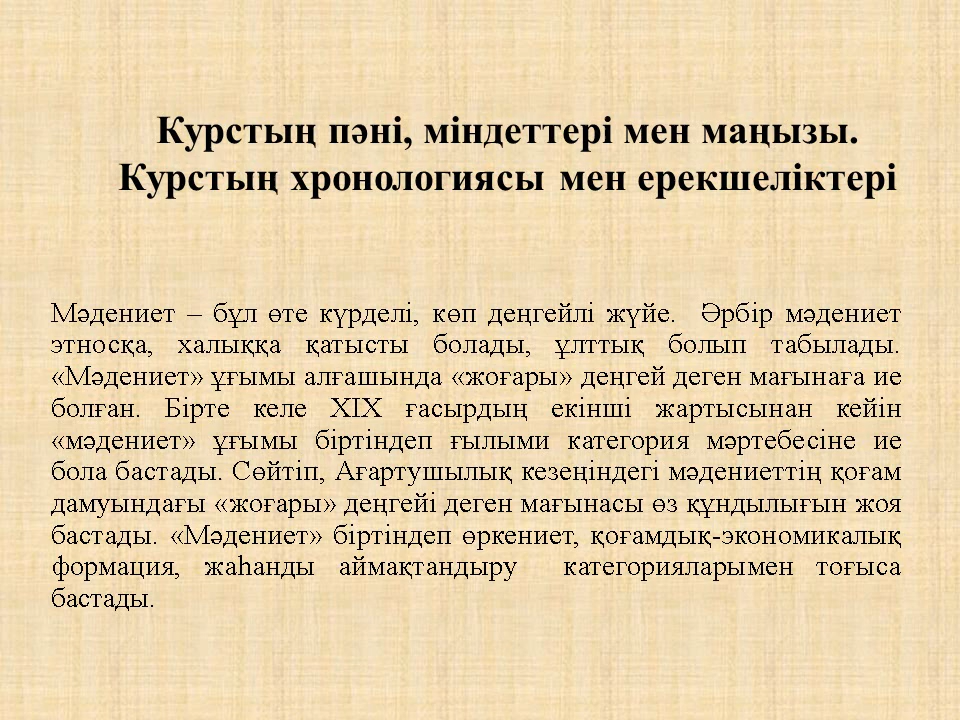 Курстың пәні, міндеттері мен маңызы.
Курстың хронологиясы мен ерекшеліктері
Мәдениет – бұл өте күрделі, көп деңгейлі жүйе. Әрбір мәдениет
этносқа, халыққа қатысты болады, ұлттық болып табылады.
«Мәдениет» ұғымы алғашында «жоғары» деңгей деген мағынаға ие
болған. Бірте келе XIX ғасырдың екінші жартысынан кейін
«мәдениет» ұғымы біртіндеп ғылыми категория мәртебесіне ие
бола бастады. Сөйтіп, Ағартушылық кезеңіндегі мәдениеттің қоғам
дамуындағы «жоғары» деңгейі деген мағынасы өз құндылығын жоя
бастады. «Мәдениет» біртіндеп өркениет, қоғамдық-экономикалық
формация, жаһанды аймақтандыру категорияларымен тоғыса
бастады.